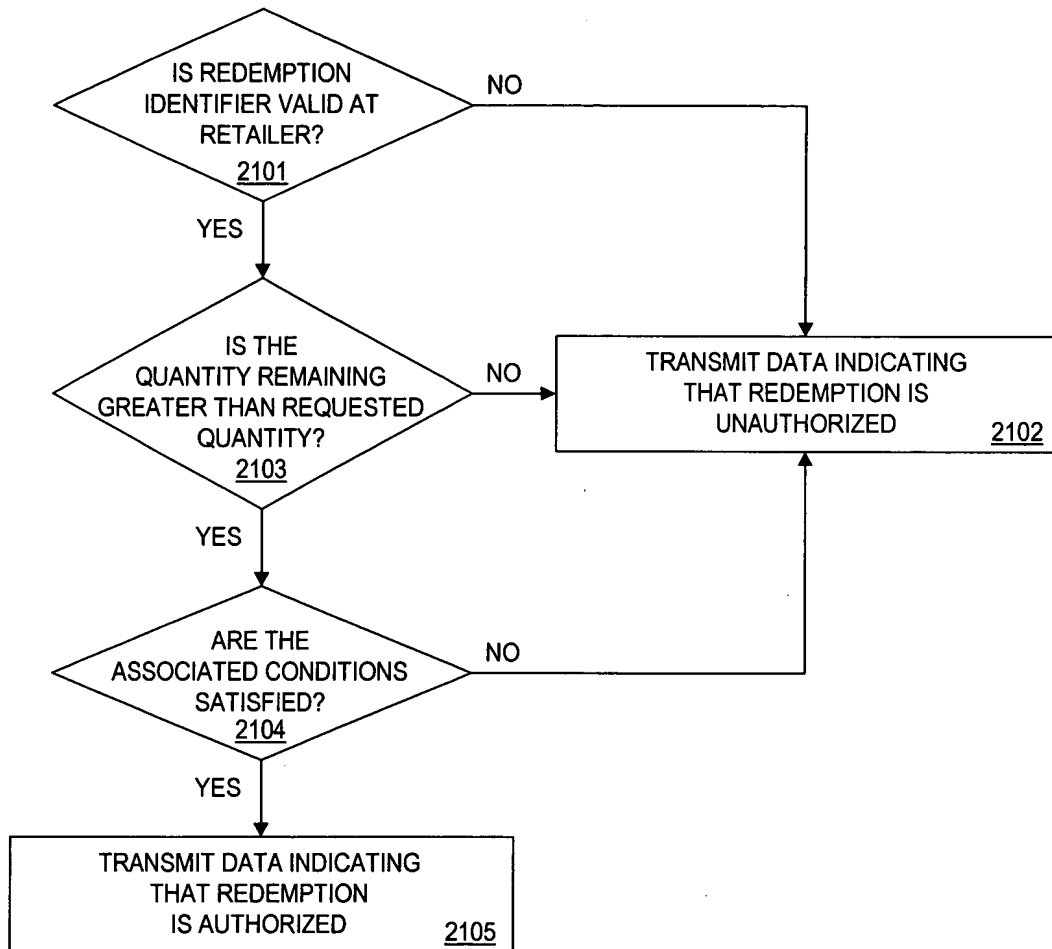 IS REDEMPTION
IDENTIFIER VALID AT
RETAILER?
2101
NO
YES
IS THE
QUANTITY REMAINING
GREATER THAN REQUESTED
QUANTITY?
2103
NO
TRANSMIT DATA INDICATING
THAT REDEMPTION IS
UNAUTHORIZED
2102
YES
ARE THE
ASSOCIATED CONDITIONS
SATISFIED?
2104
NO
YES
TRANSMIT DATA INDICATING
THAT REDEMPTION
IS AUTHORIZED
2105